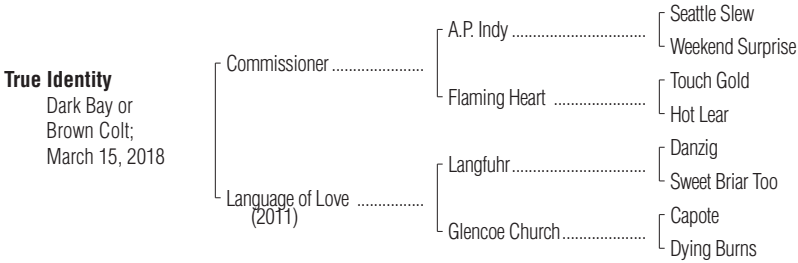 True Identity
Dark Bay or
Brown Colt;
March 15, 2018
Commissioner
Language of Love
(2011)
A.P. Indy
Flaming Heart
Langfuhr
Glencoe Church
Seattle Slew
Weekend Surprise
Touch Gold
Hot Lear
Danzig
Sweet Briar Too
Capote
Dying Burns